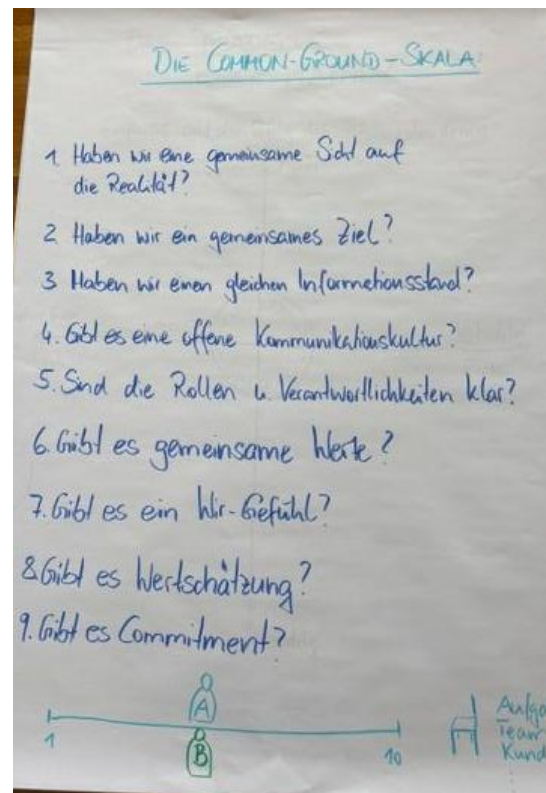 DIE COMMON-GROUND-SKALA
1 Haben wir eine gemeinsame Sicht auf
die Realität?
2 Haben wir ein gemeinsames Ziel?
3 Haben wir einen gleichen Informationsstand?
4. Gibt es eine offene Kommunikationskultur?
5. Sind die Rollen u. Verantwortlichkeiten klar?
6. Gibt es gemeinsame Werte?
7. Gibt es ein Wir-Gefühl?
8. Gibt es Wertschätzung?
9. Gibt es Commitment?
A
B
1
10
Aufga
Team
Kund